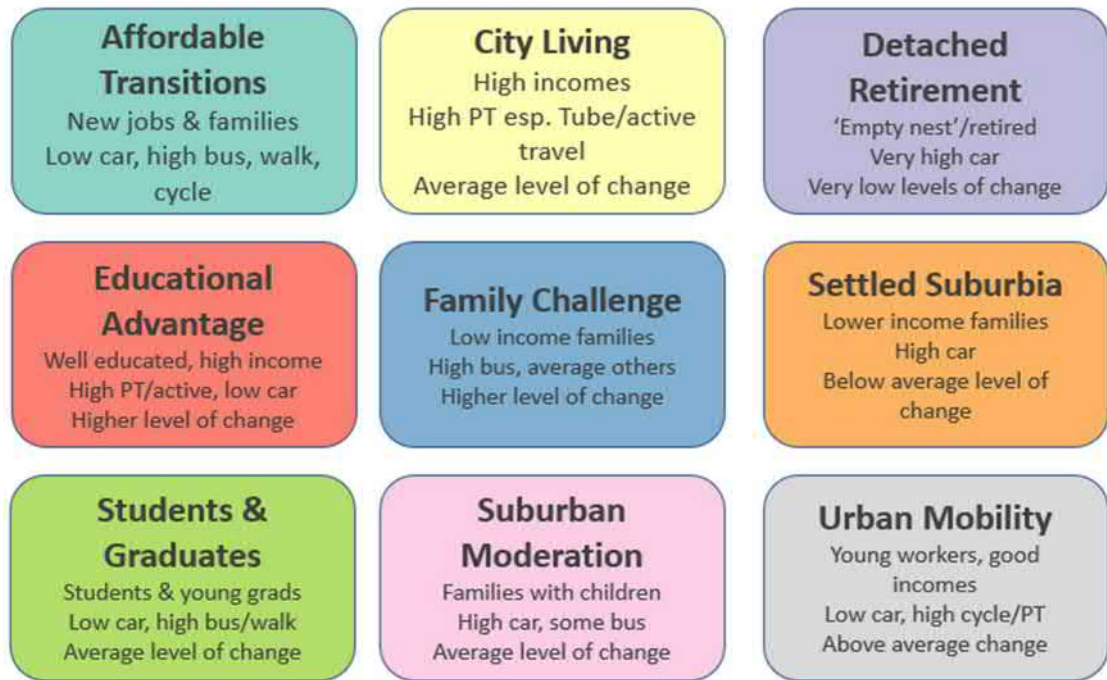 Affordable
Transitions
New jobs & families
Low car, high bus, walk,
cycle
City Living
High incomes
High PT esp. Tube/active
travel
Average level of change
Detached
Retirement
‘Empty nest’/retired
Very high car
Very low levels of change
Educational
Advantage
Well educated, high income
High PT/active, low car
Higher level of change
Family Challenge
Low income families
High bus, average others
Higher level of change
Settled Suburbia
Lower income families
High car
Below average level of
change
Students &
Graduates
Students & young grads
Low car, high bus/walk
Average level of change
Suburban
Moderation
Families with children
High car, some bus
Average level of change
Urban Mobility
Young workers, good
incomes
Low car, high cycle/PT
Above average change